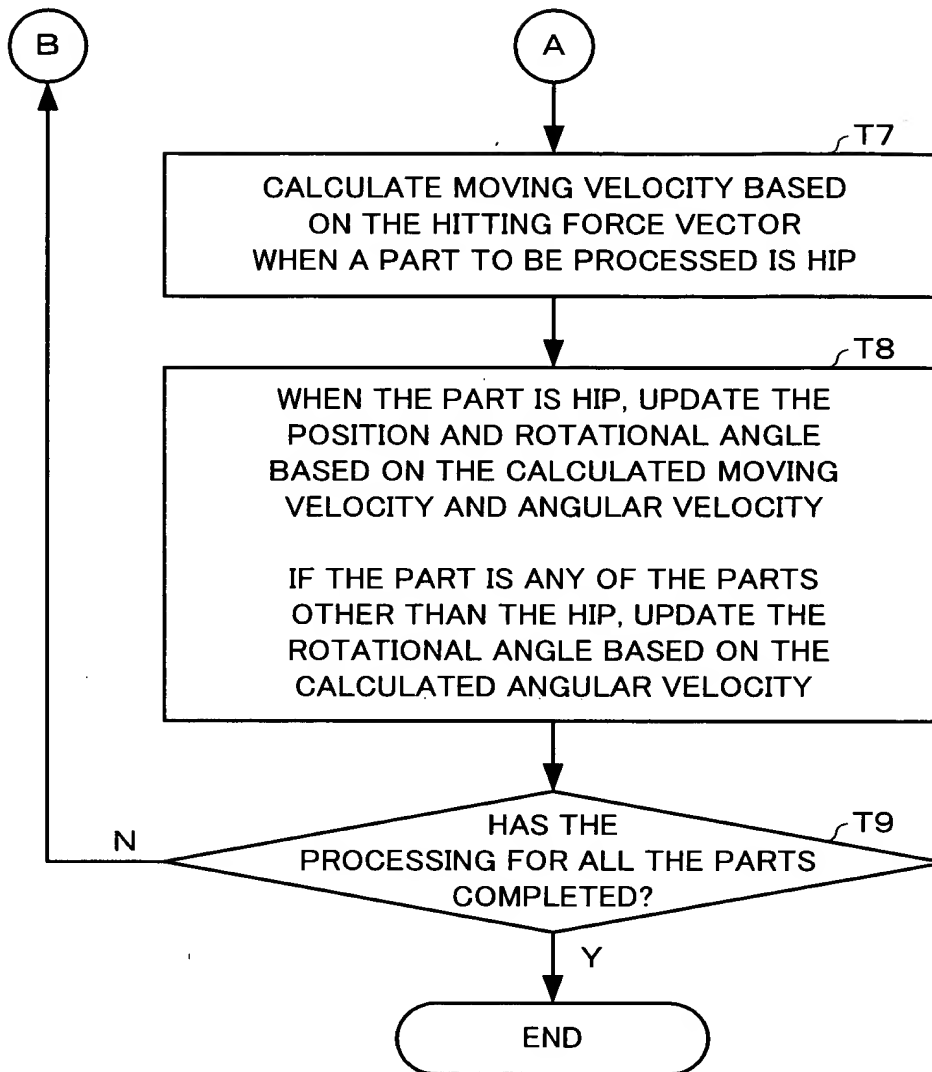 B
A
T7
CALCULATE MOVING VELOCITY BASED
ON THE HITTING FORCE VECTOR
WHEN A PART TO BE PROCESSED IS HIP
T8
WHEN THE PART IS HIP, UPDATE THE
POSITION AND ROTATIONAL ANGLE
BASED ON THE CALCULATED MOVING
VELOCITY AND ANGULAR VELOCITY
IF THE PART IS ANY OF THE PARTS
OTHER THAN THE HIP, UPDATE THE
ROTATIONAL ANGLE BASED ON THE
CALCULATED ANGULAR VELOCITY
T9
HAS THE
PROCESSING FOR ALL THE PARTS
COMPLETED?
N
Y
END